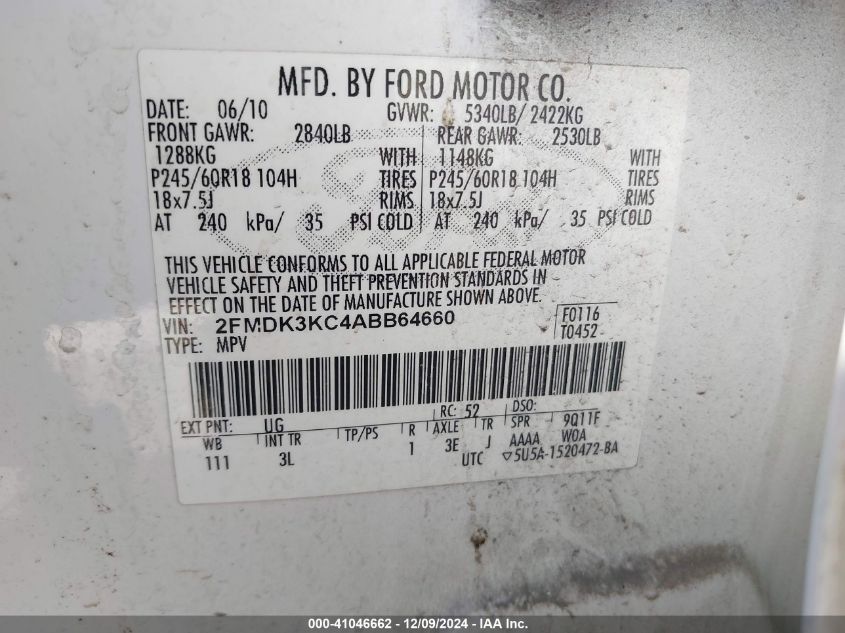 MFD. BY FORD MOTOR CO.
DATE: 06/10 GVWR: 5340LB/ 2422KG
FRONT GAWR: 2840LB REAR GAWR: 2530LB
1288KG WITH 1148KG WITH
P245/60R18 104H TIRES P245/60R18 104H TIRES
18x7.5J RIMS 18x7.5J RIMS
AT 240 kPa/ 35 PSI COLD AT 240 kPa/ 35 PSI COLD
THIS VEHICLE CONFORMS TO ALL APPLICABLE FEDERAL MOTOR
VEHICLE SAFETY AND THEFT PREVENTION STANDARDS IN
EFFECT ON THE DATE OF MANUFACTURE SHOWN ABOVE.
VIN: 2FMDK3KC4ABB64660 F0116
TYPE: MPV T0452
EXT PNT: UG RC: 52 DSO:
WB INT TR TP/PS R AXLE TR SPR 9Q11F
111 3L 1 3E J AAAA WOA
UTC ▽5U5A-1520472-BA
000-41046662 - 12/09/2024 - IAA Inc.